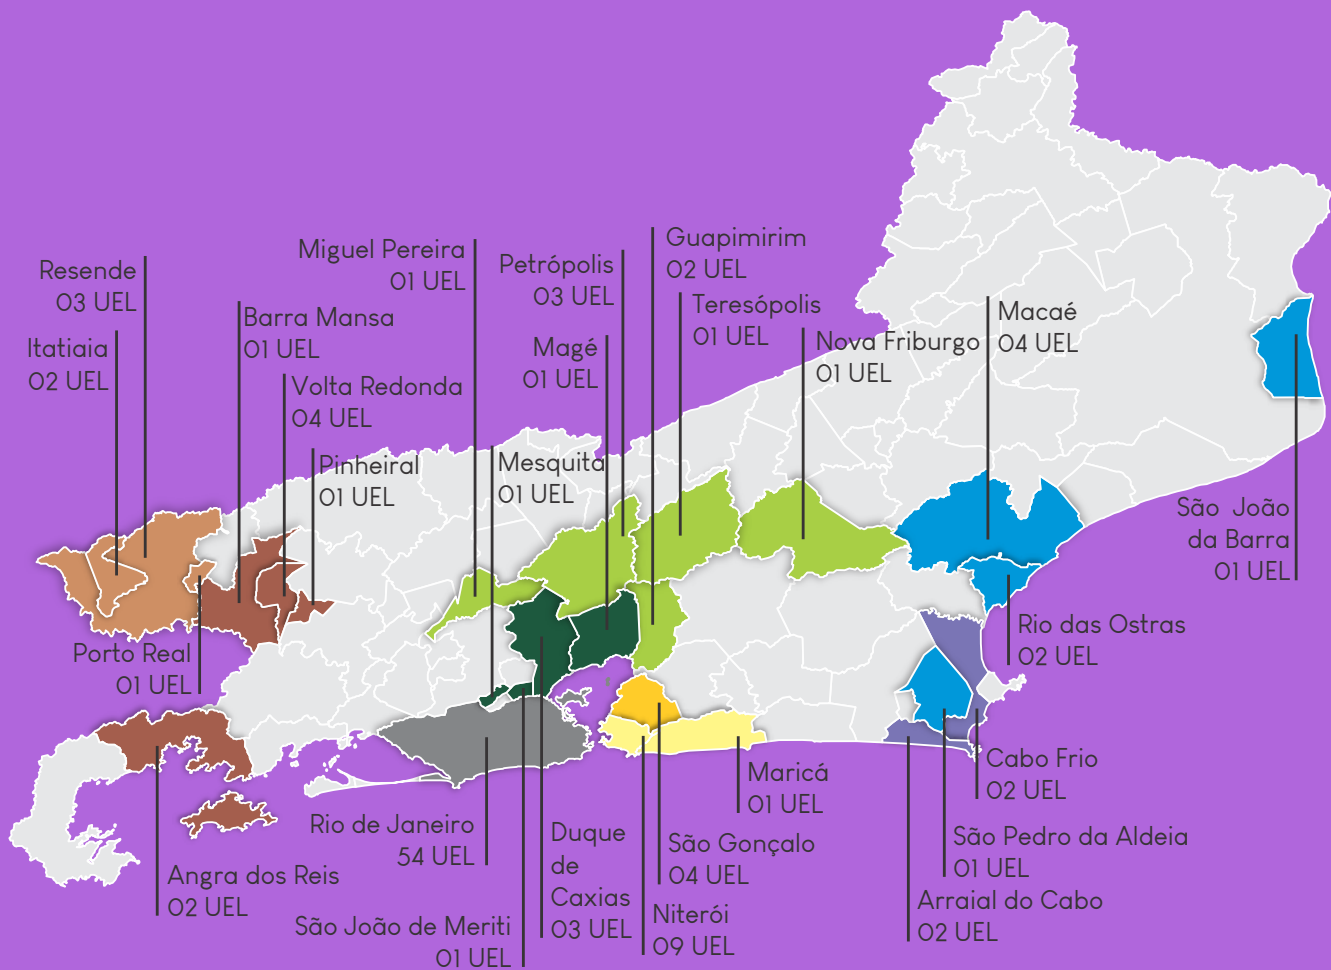 Guapimirim
02 UEL
Miguel Pereira
01 UEL
Petrópolis
03 UEL
Resende
03 UEL
Teresópolis
01 UEL
Macaé
04 UEL
Barra Mansa
01 UEL
Nova Friburgo
01 UEL
Itatiaia
02 UEL
Magé
01 UEL
Volta Redonda
04 UEL
Pinheiral
01 UEL
Mesquita
01 UEL
São João
da Barra
01 UEL
Rio das Ostras
02 UEL
Porto Real
01 UEL
Cabo Frio
02 UEL
Maricá
01 UEL
Rio de Janeiro
54 UEL
Duque
de
Caxias
03 UEL
São Gonçalo
04 UEL
São Pedro da Aldeia
01 UEL
Angra dos Reis
02 UEL
Arraial do Cabo
02 UEL
Niterói
09 UEL
São João de Meriti
01 UEL